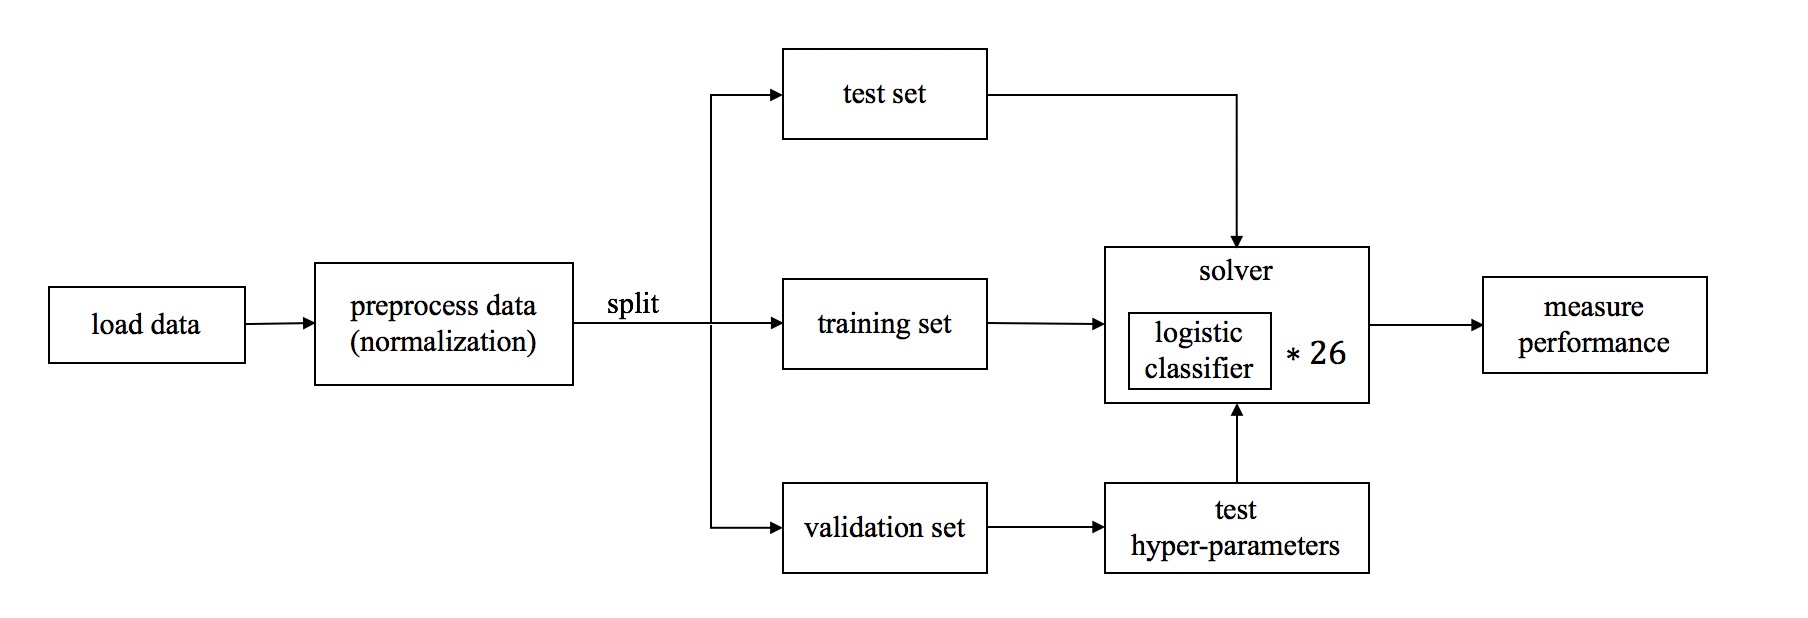 test set
load data
preprocess data
(normalization)
split
training set
solver
logistic
classifier
* 26
measure
performance
validation set
test
hyper-parameters